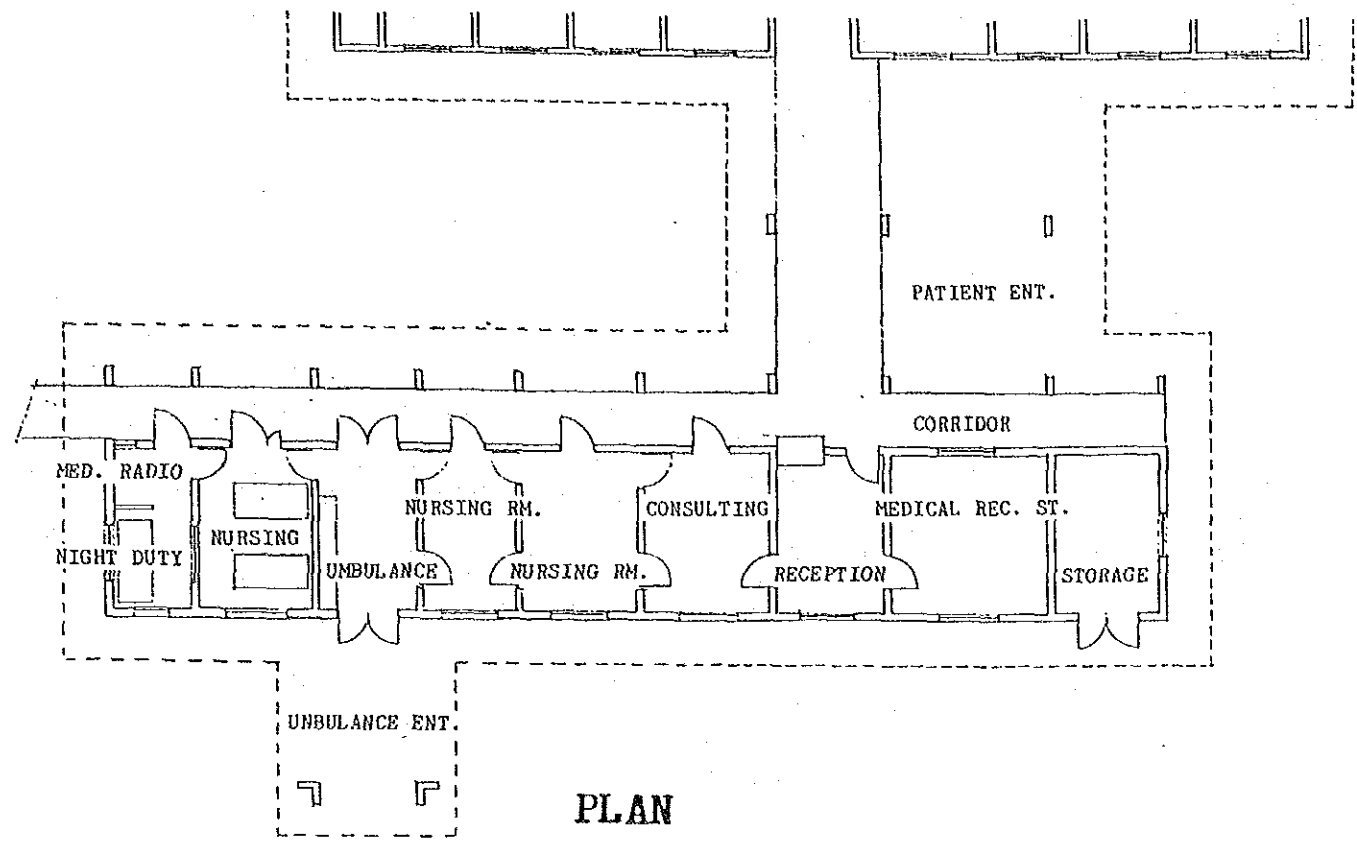 PATIENT ENT.
CORRIDOR
MED. RADIO
NURSING RM.
CONSULTING
MEDICAL REC. ST.
NURSING
NIGHT DUTY
UMBULANCE
NURSING RM.
RECEPTION
STORAGE
UNBULANCE ENT.
PLAN